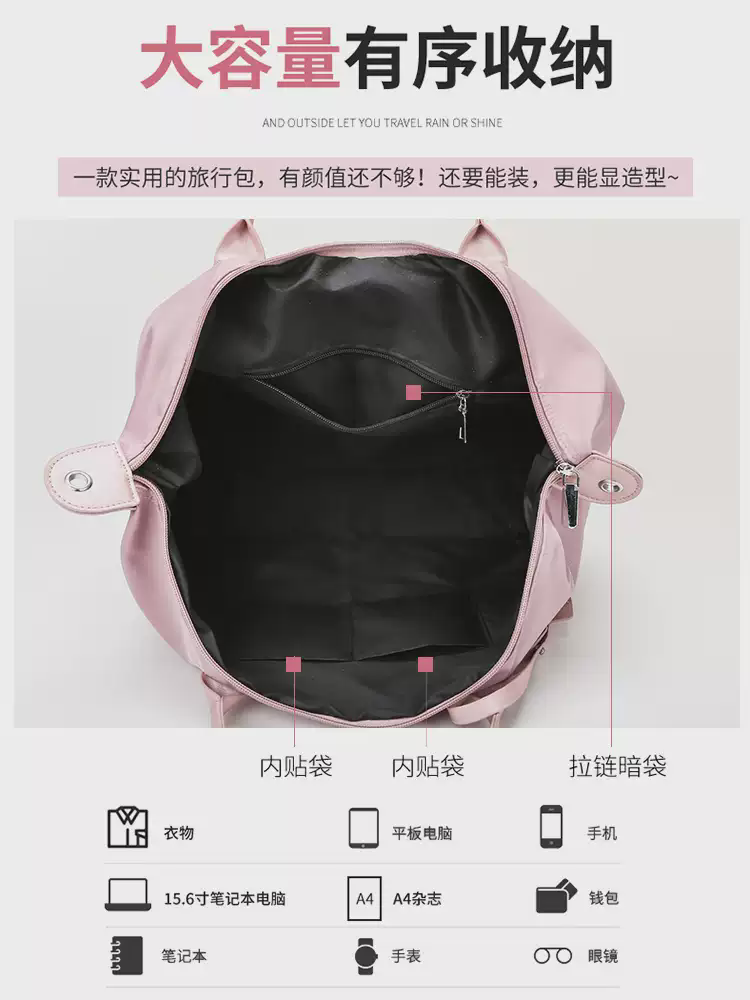 大容量有序收纳
AND OUTSIDE LET YOU TRAVEL RAIN OR SHINE
一款实用的旅行包，有颜值还不够！还要能装，更能显造型~
内贴袋 内贴袋 拉链暗袋
衣物 平板电脑 手机
15.6寸笔记本电脑 A4 A4杂志 钱包
笔记本 手表 眼镜